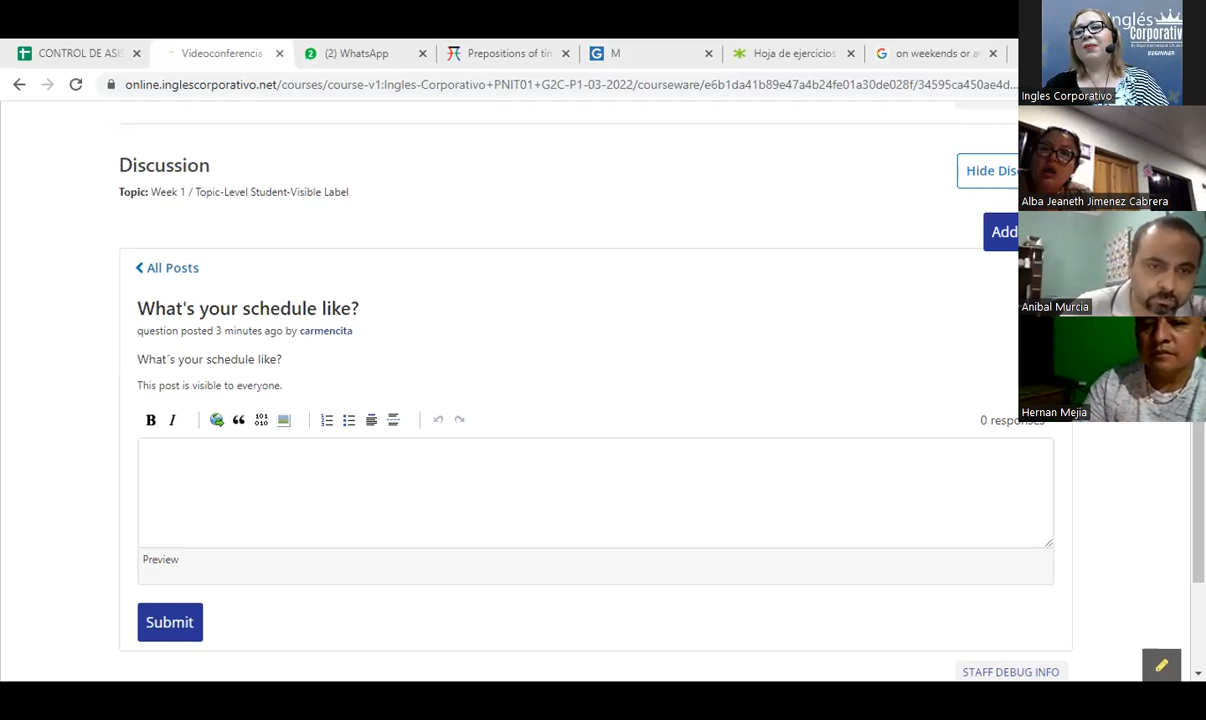 CONTROL DE ASI
Videoconferencia
(2) WhatsApp
Prepositions of tin
M
Hoja de ejercicios
on weekends or a
online.inglescorporativo.net/courses/course-v1:Ingles-Corporativo+PNIT01+G2C-P1-03-2022/courseware/e6b1da41b89e47a4b24fe01a30de028f/34595ca450ae4d...
Discussion
Hide Dis
Topic: Week 1 / Topic-Level Student-Visible Label
Add
All Posts
What's your schedule like?
question posted 3 minutes ago by carmencita
What´s your schedule like?
This post is visible to everyone.
B I
101
010
0 responses
Preview
Submit
STAFF DEBUG INFO
Inglés
Corporativo
BEGINNER
Ingles Corporativo
Alba Jeaneth Jimenez Cabrera
Anibal Murcia
Hernan Mejia